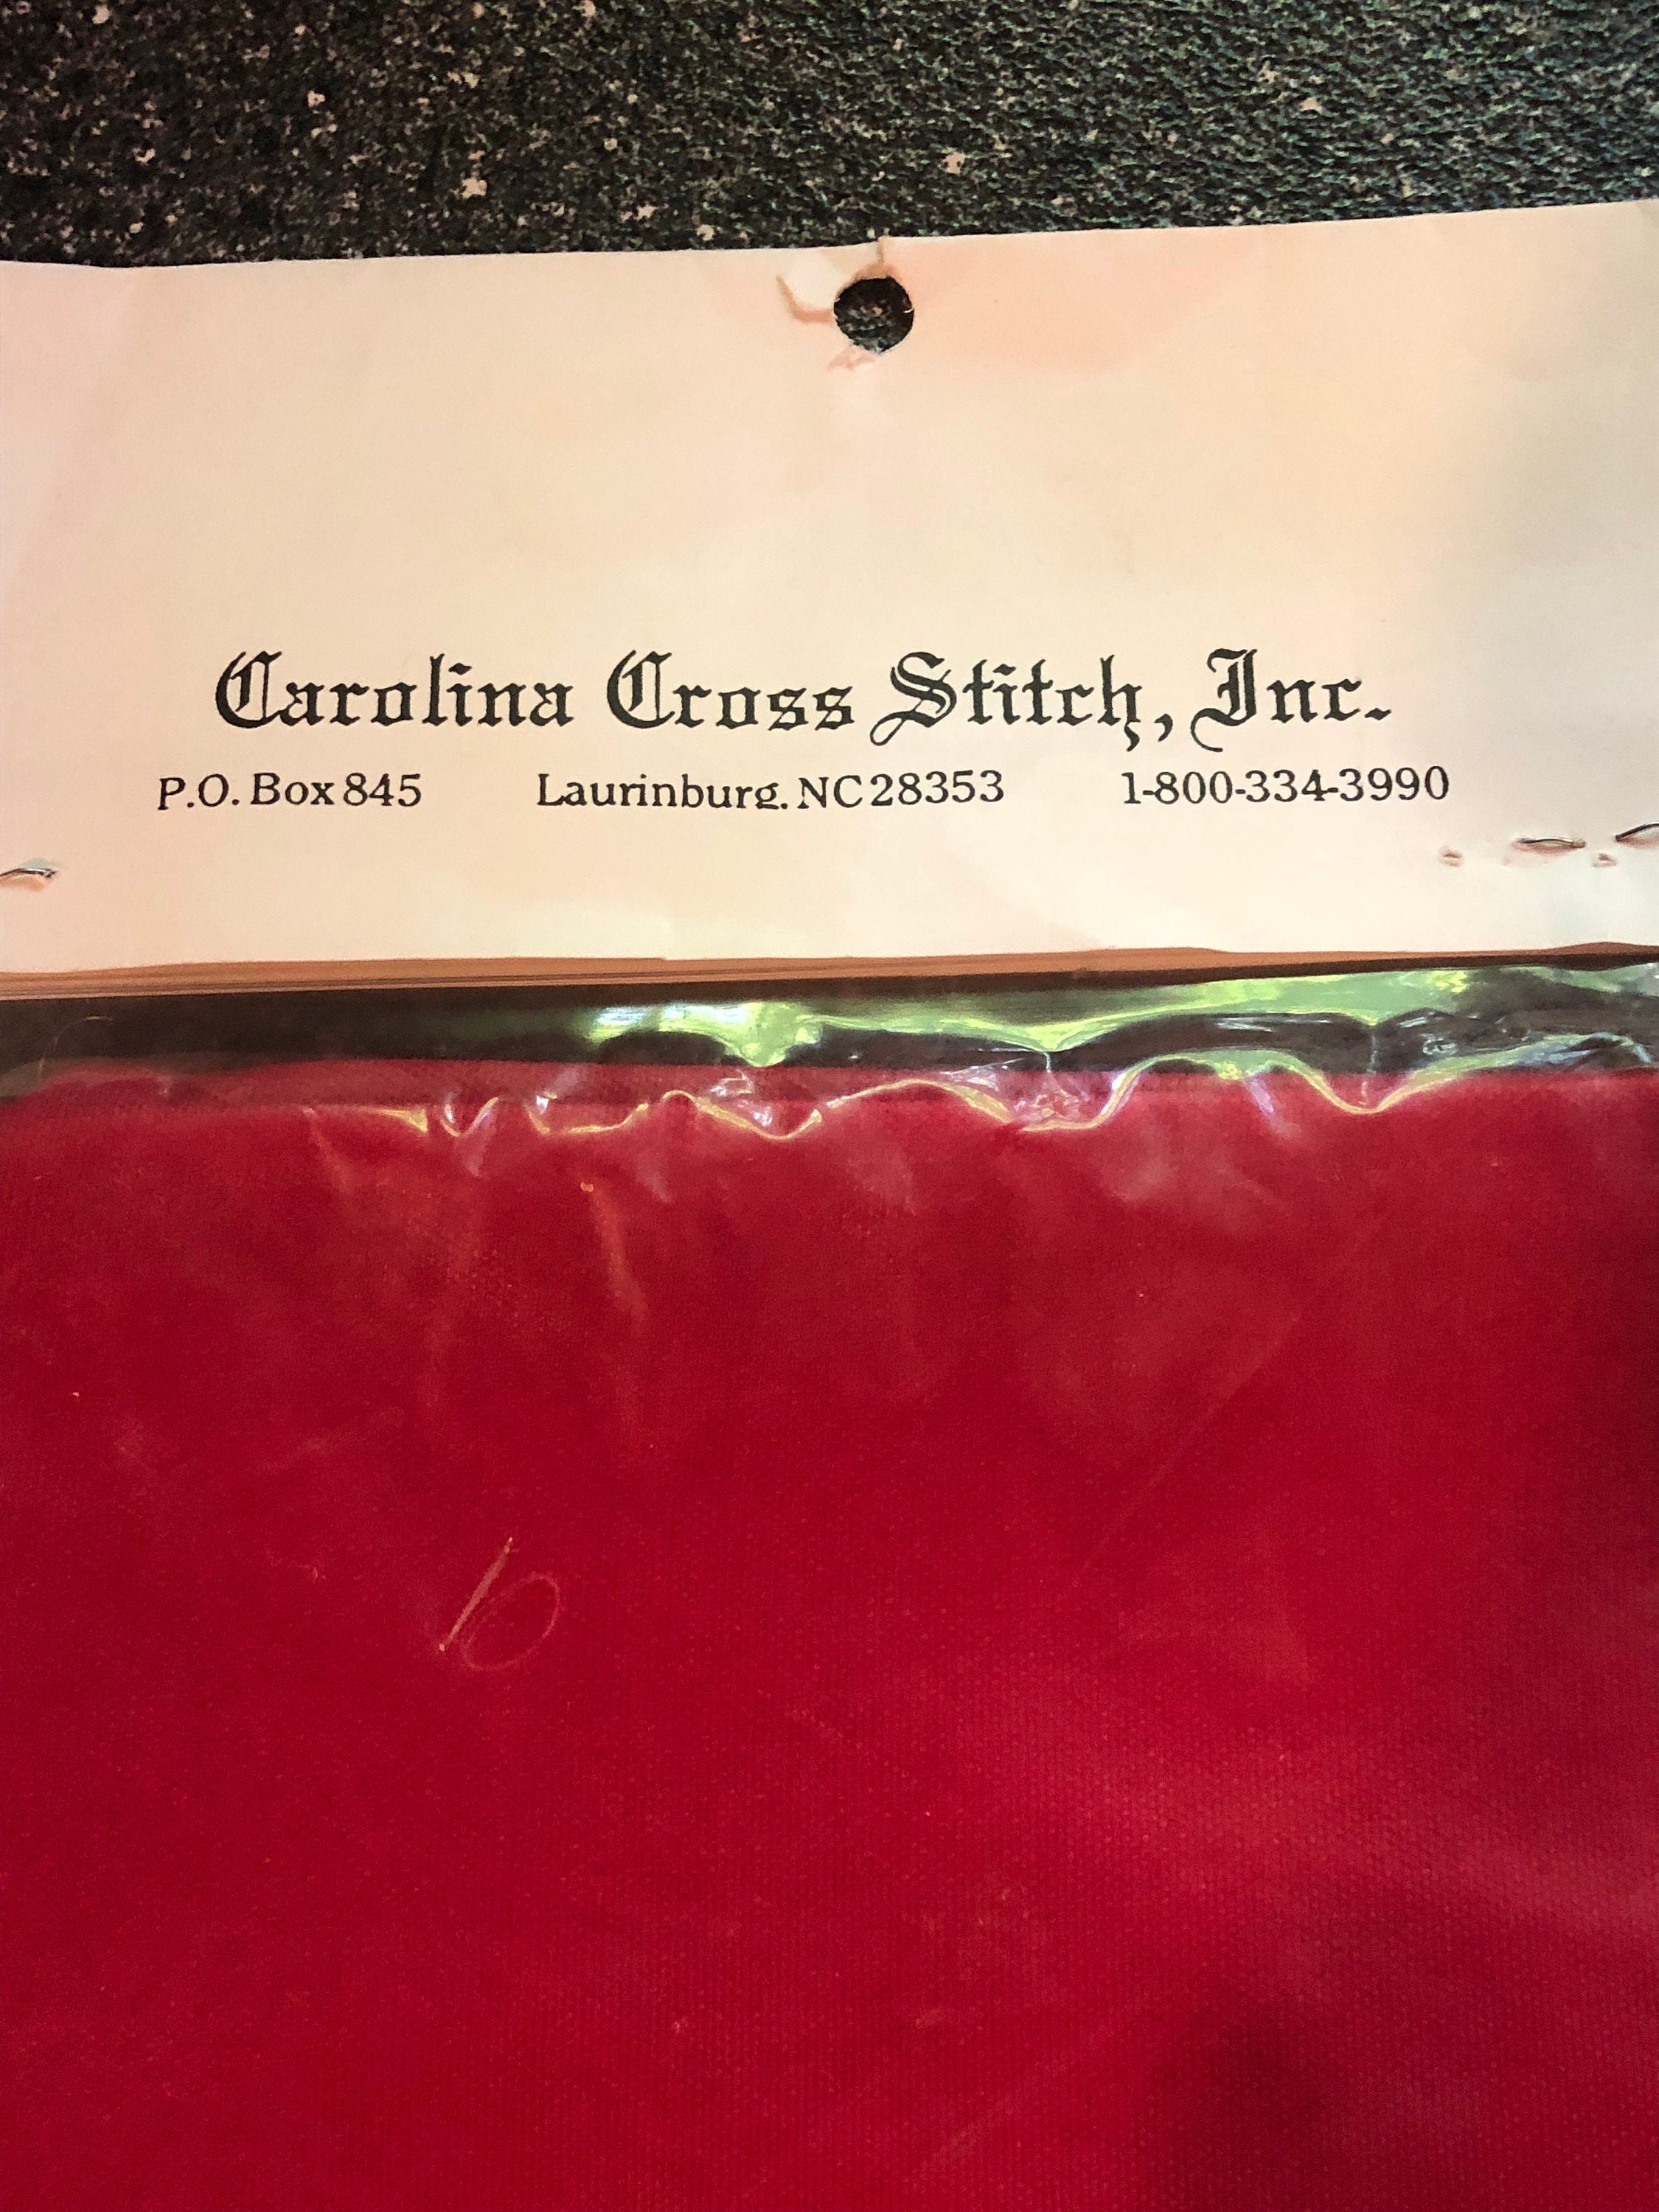 Carolina Cross Stitch, Inc.
P.O. Box 845 Laurinburg, NC 28353 1-800-334-3990